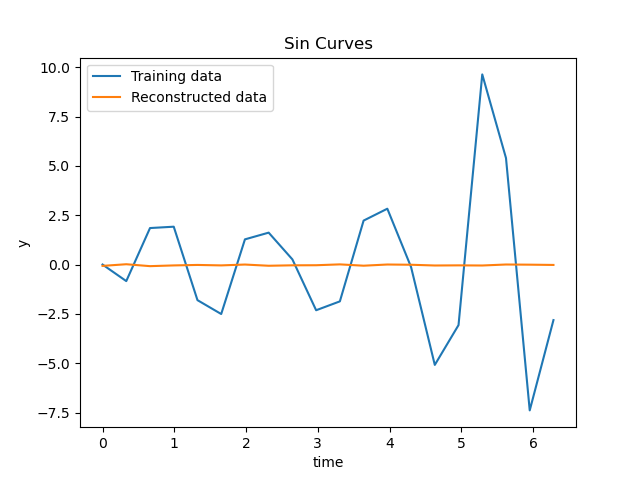 Sin Curves
Training data
Reconstructed data
10.0
7.5
5.0
2.5
0.0
−2.5
−5.0
−7.5
y
0 1 2 3 4 5 6
time